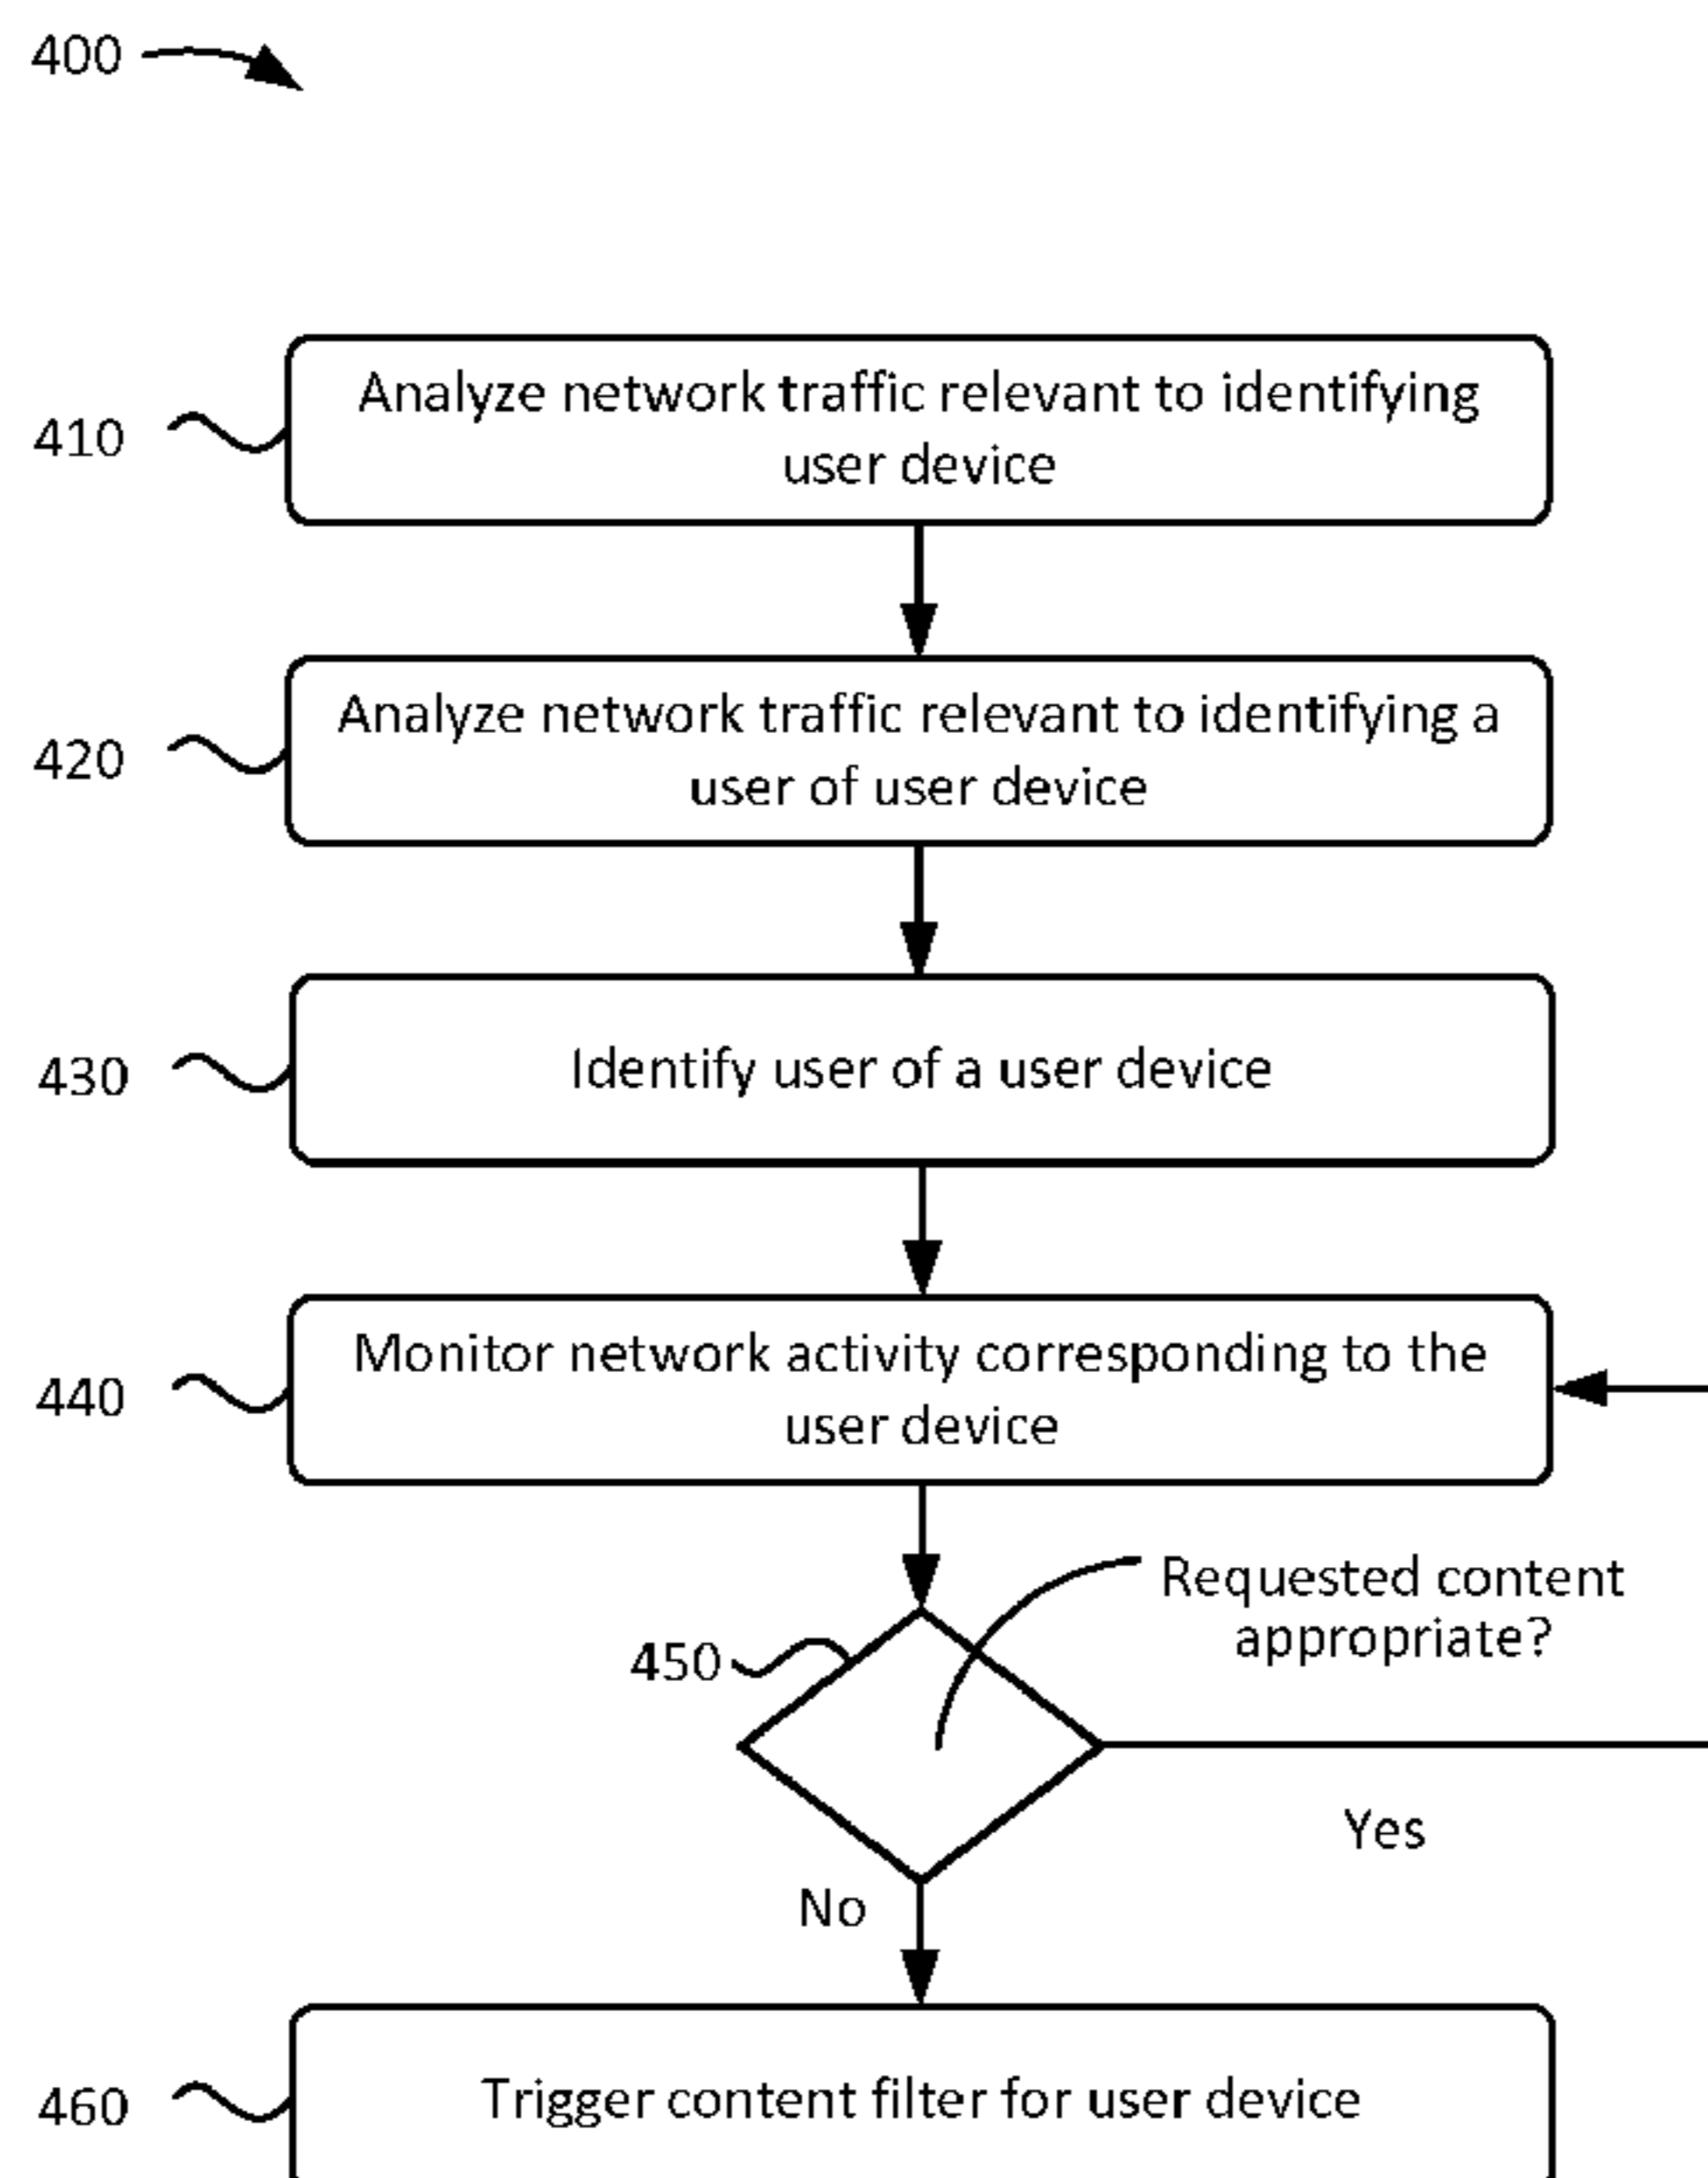 400
410
Analyze network traffic relevant to identifying
user device
420
Analyze network traffic relevant to identifying a
user of user device
430
Identify user of a user device
440
Monitor network activity corresponding to the
user device
450
Requested content
appropriate?
Yes
No
460
Trigger content filter for user device